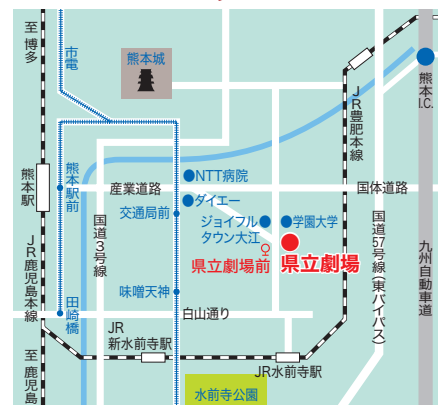 至博多
市電
熊本城
JR豊肥本線
熊本I.C.
NTT病院
熊本駅
熊本駅前
産業道路
国体道路
ダイエー
交通局前
ジョイフル
タウン大江
学園大学
国道3号線
県立劇場前
県立劇場
国道57号線(東バイパス)
九州自動車道
JR鹿児島本線
田崎橋
味噌天神
白山通り
JR
新水前寺駅
JR水前寺駅
至鹿児島
水前寺公園